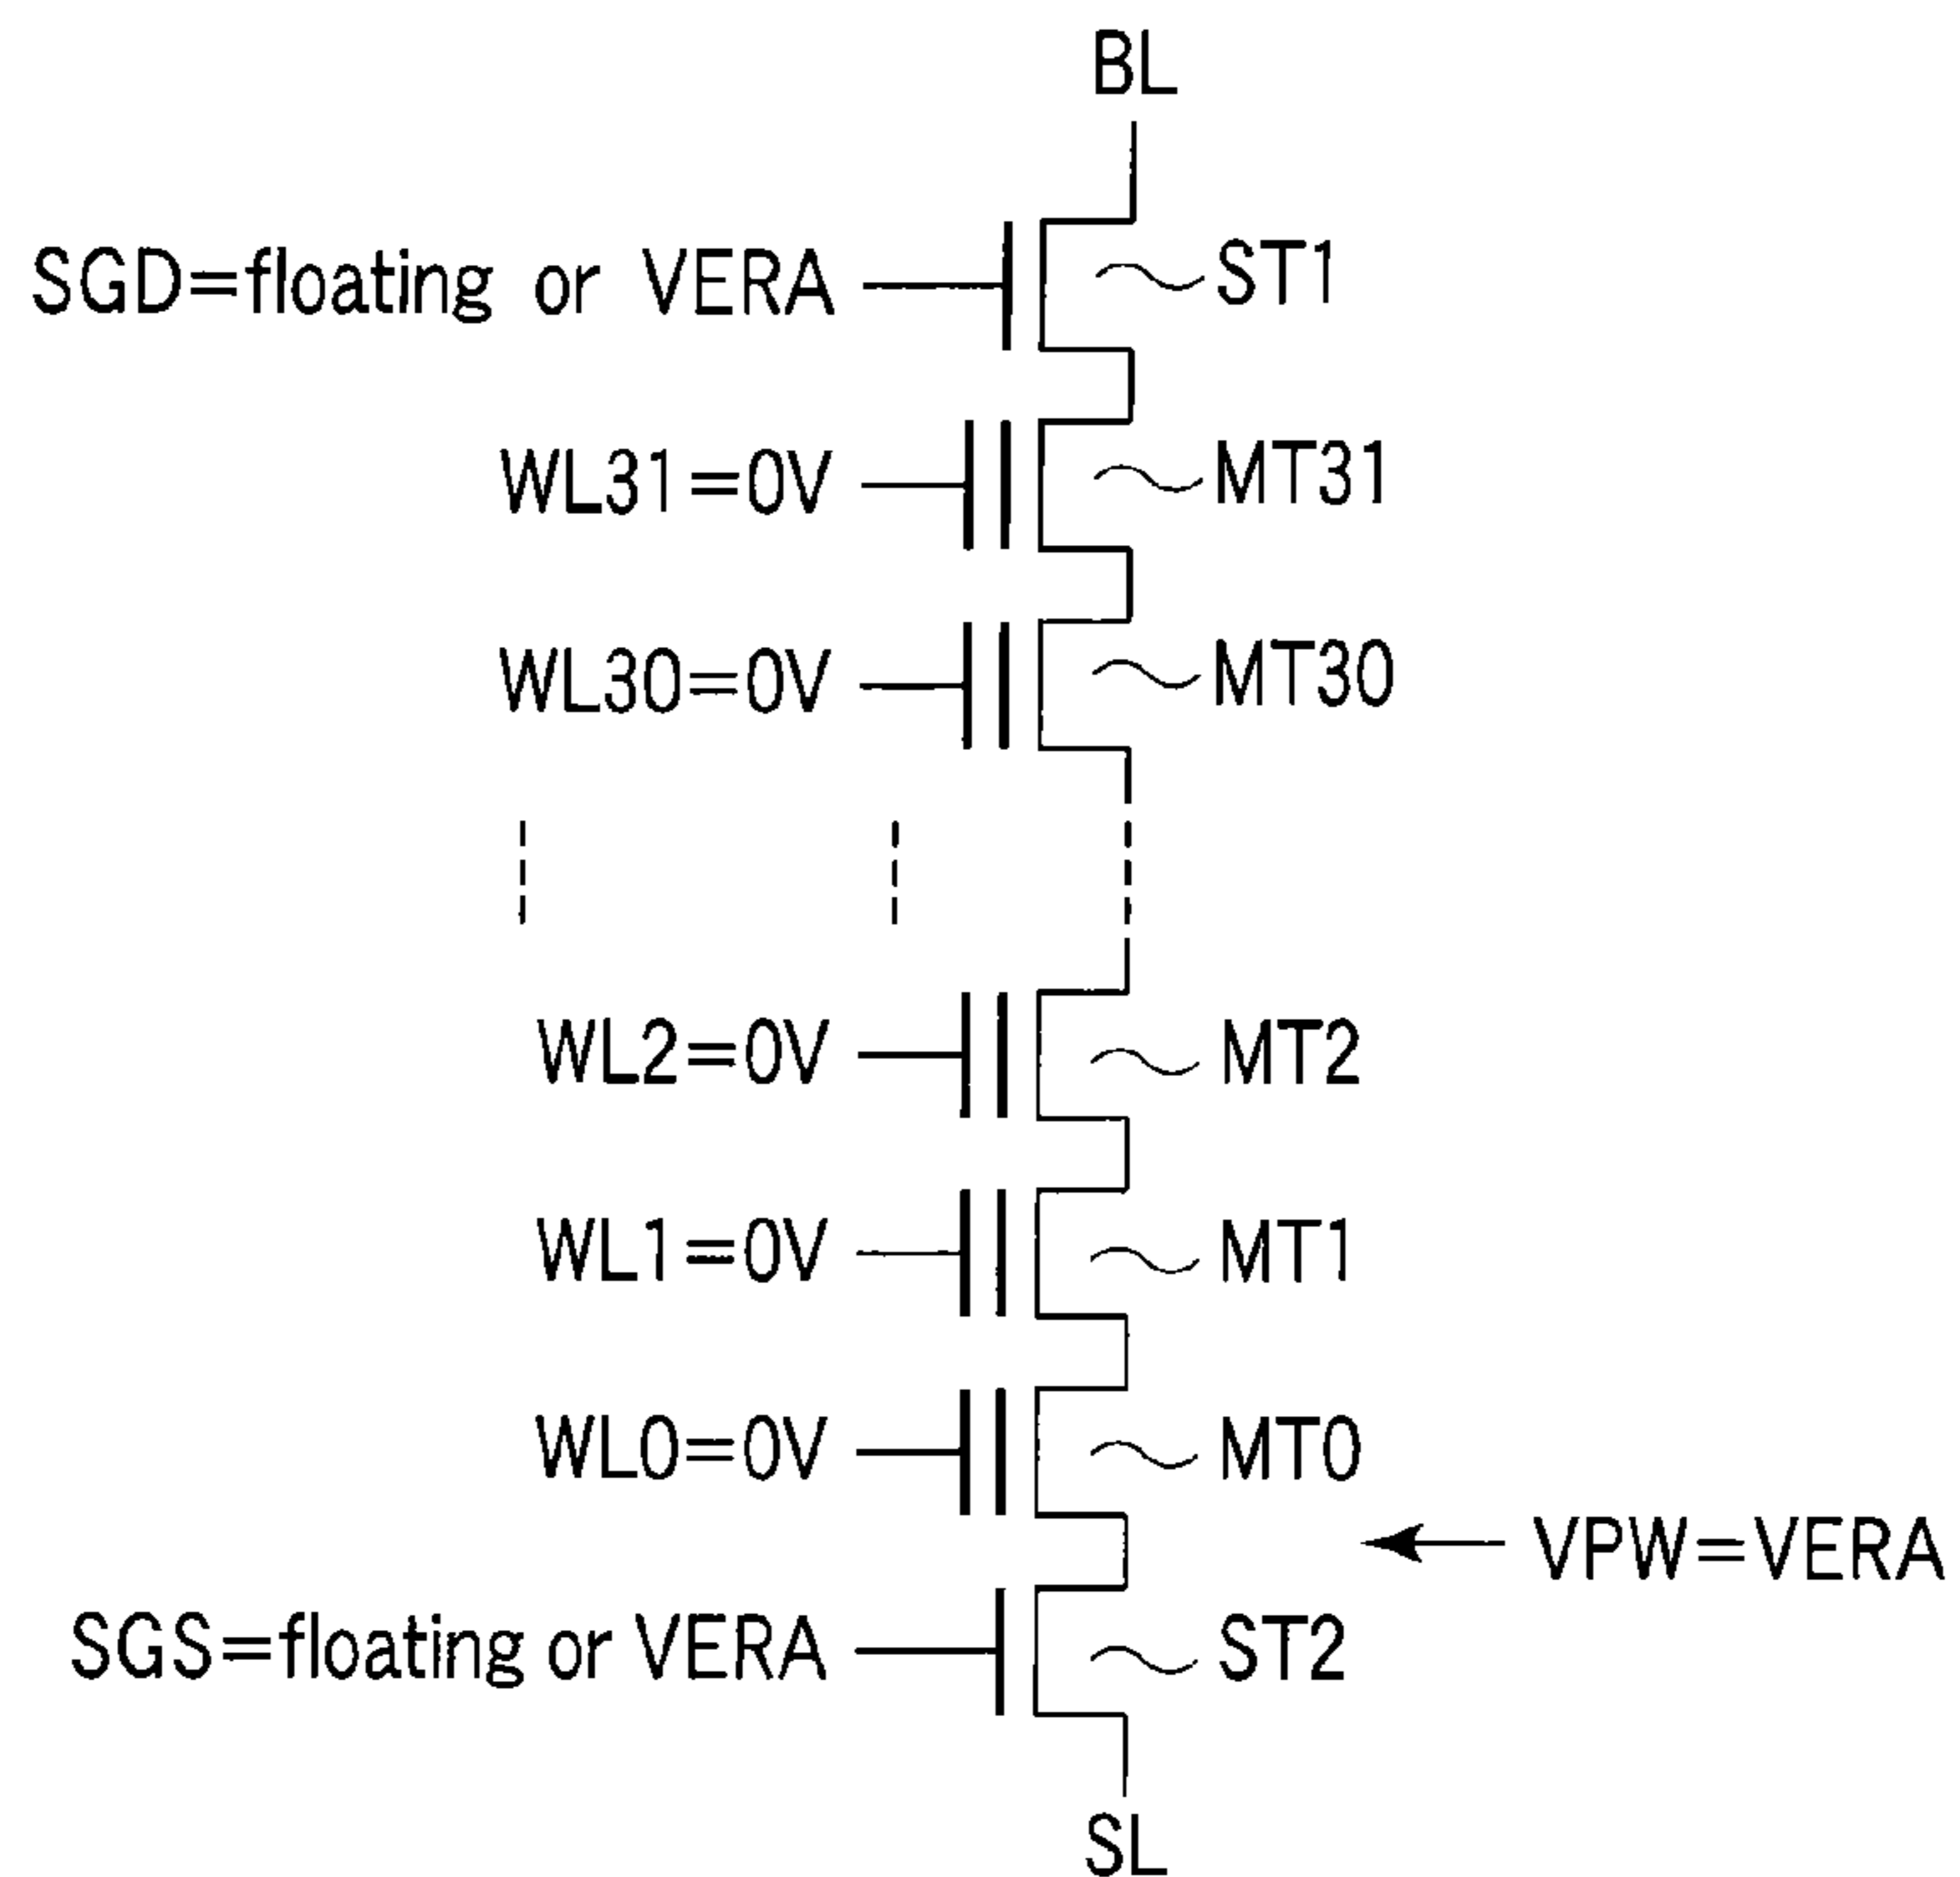 BL
SGD=floating or VERA
ST1
WL31=0V
MT31
WL30=0V
MT30
WL2=0V
MT2
WL1=0V
MT1
WL0=0V
MT0
VPW=VERA
SGS=floating or VERA
ST2
SL